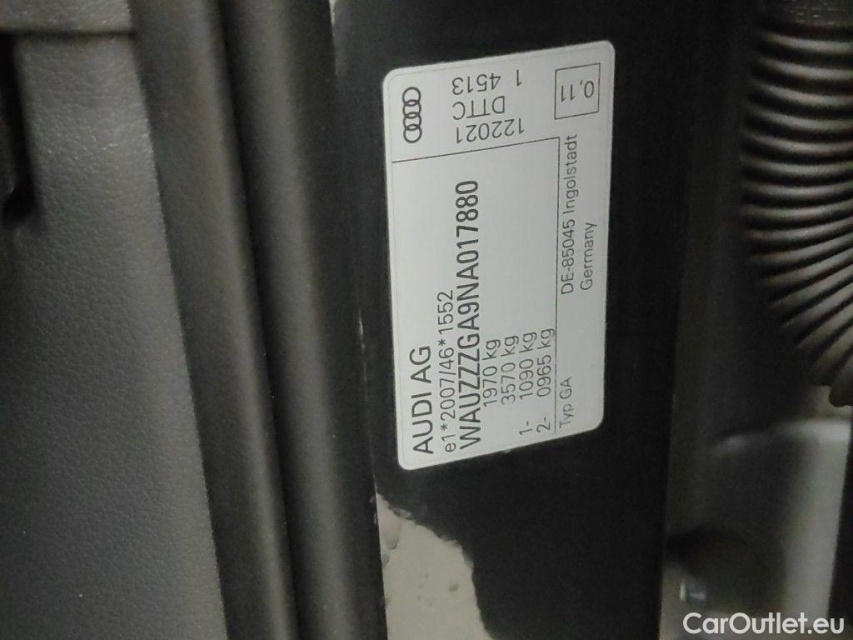 AUDI AG
e1*2007/46*1552
WAUZZZGA9NA017880
1970 kg
3570 kg
1- 1090 kg
2- 0965 kg
Typ GA
DE-85045 Ingolstadt
Germany
122021
DTTC
1 4513
0,11
CarOutlet.eu